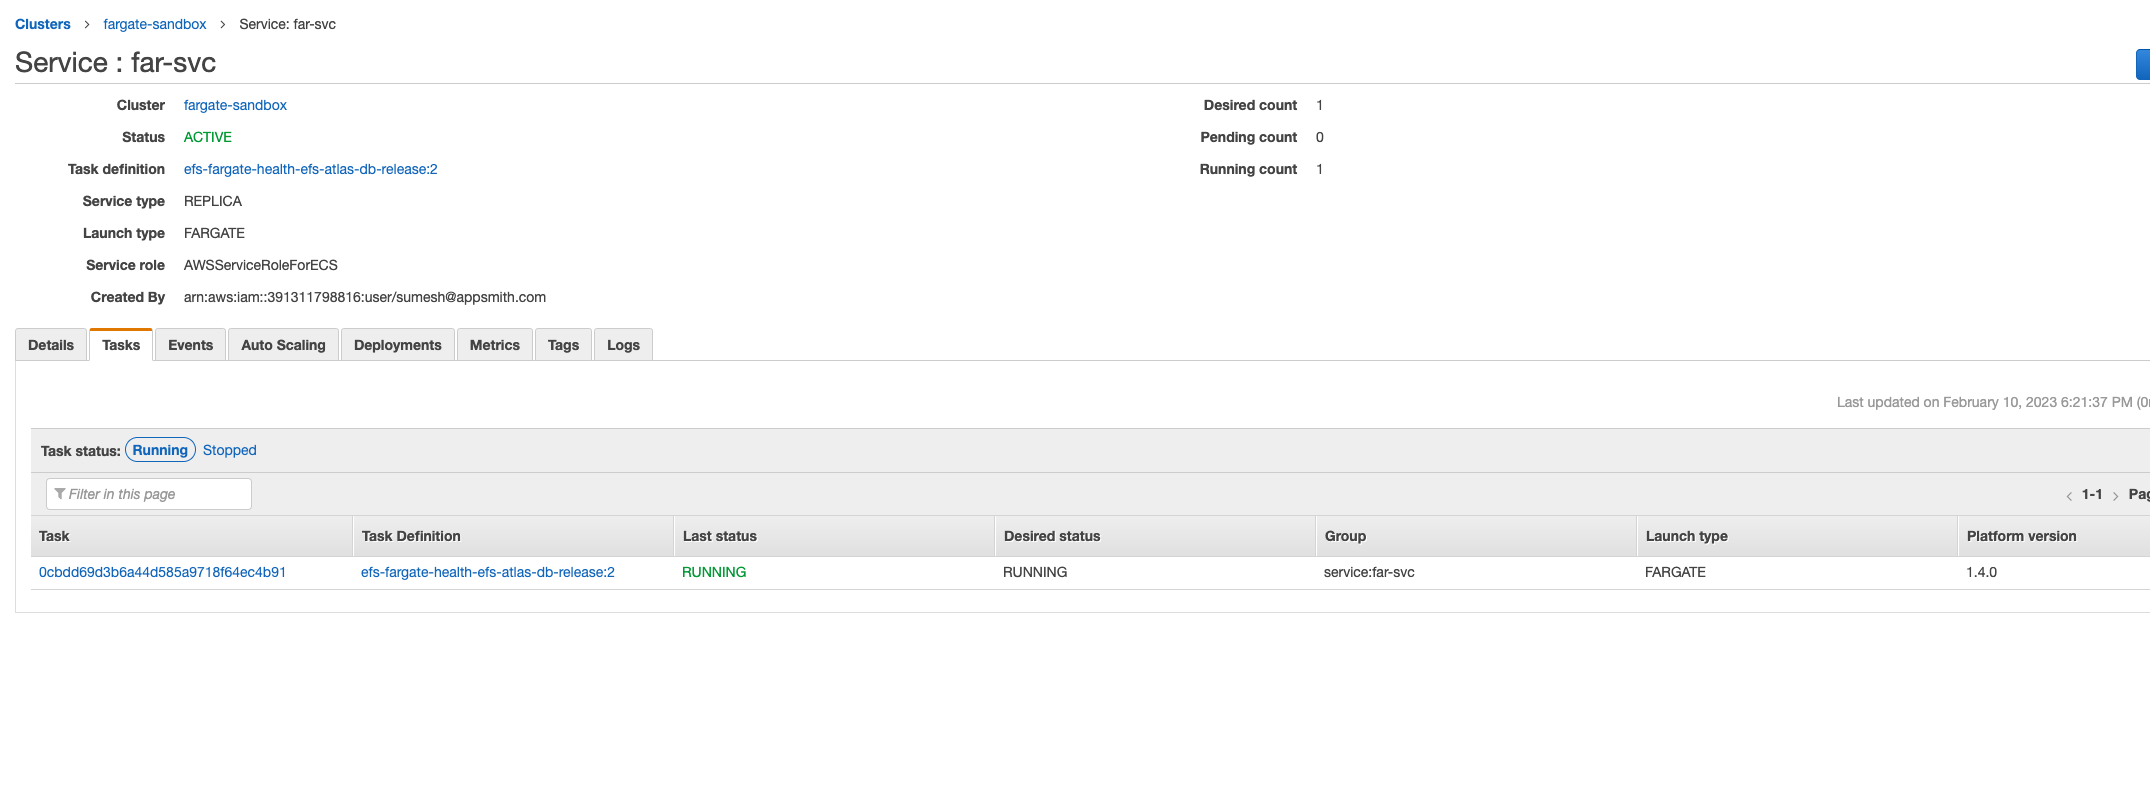 Clusters > fargate-sandbox > Service: far-svc
Service : far-svc
Cluster fargate-sandbox Desired count 1
Status ACTIVE Pending count 0
Task definition efs-fargate-health-efs-atlas-db-release:2 Running count 1
Service type REPLICA
Launch type FARGATE
Service role AWSServiceRoleForECS
Created By arn:aws:iam::391311798816:user/sumesh@appsmith.com
Details Tasks Events Auto Scaling Deployments Metrics Tags Logs
Last updated on February 10, 2023 6:21:37 PM
Task status: Running Stopped
Filter in this page < 1-1 >
Task Task Definition Last status Desired status Group Launch type Platform version
0cbdd69d3b6a44d585a9718f64ec4b91 efs-fargate-health-efs-atlas-db-release:2 RUNNING RUNNING service:far-svc FARGATE 1.4.0